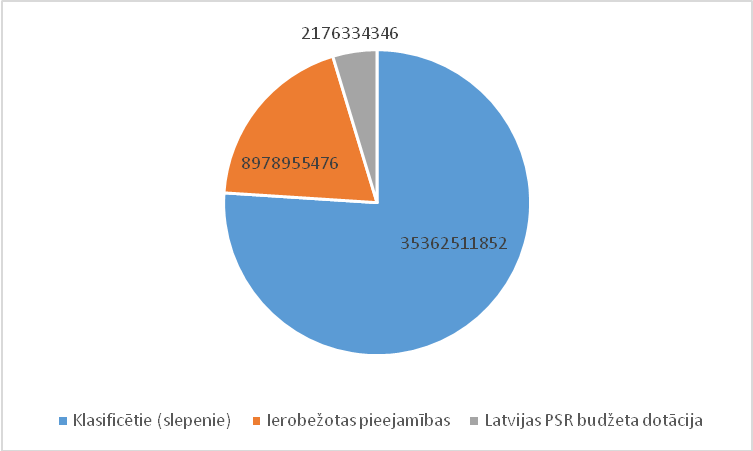 2176334346
8978955476
35362511852
Klasificētie (slepenie) Ierobežotas pieejamības Latvijas PSR budžeta dotācija